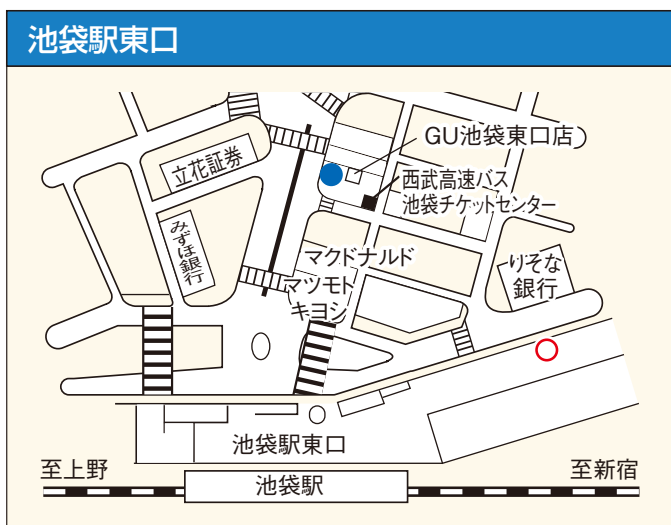 池袋駅東口
GU池袋東口店
立花証券
西武高速バス
池袋チケットセンター
みずほ
銀行
マクドナルド
マツモト
キヨシ
りそな
銀行
池袋駅東口
至上野
至新宿
池袋駅